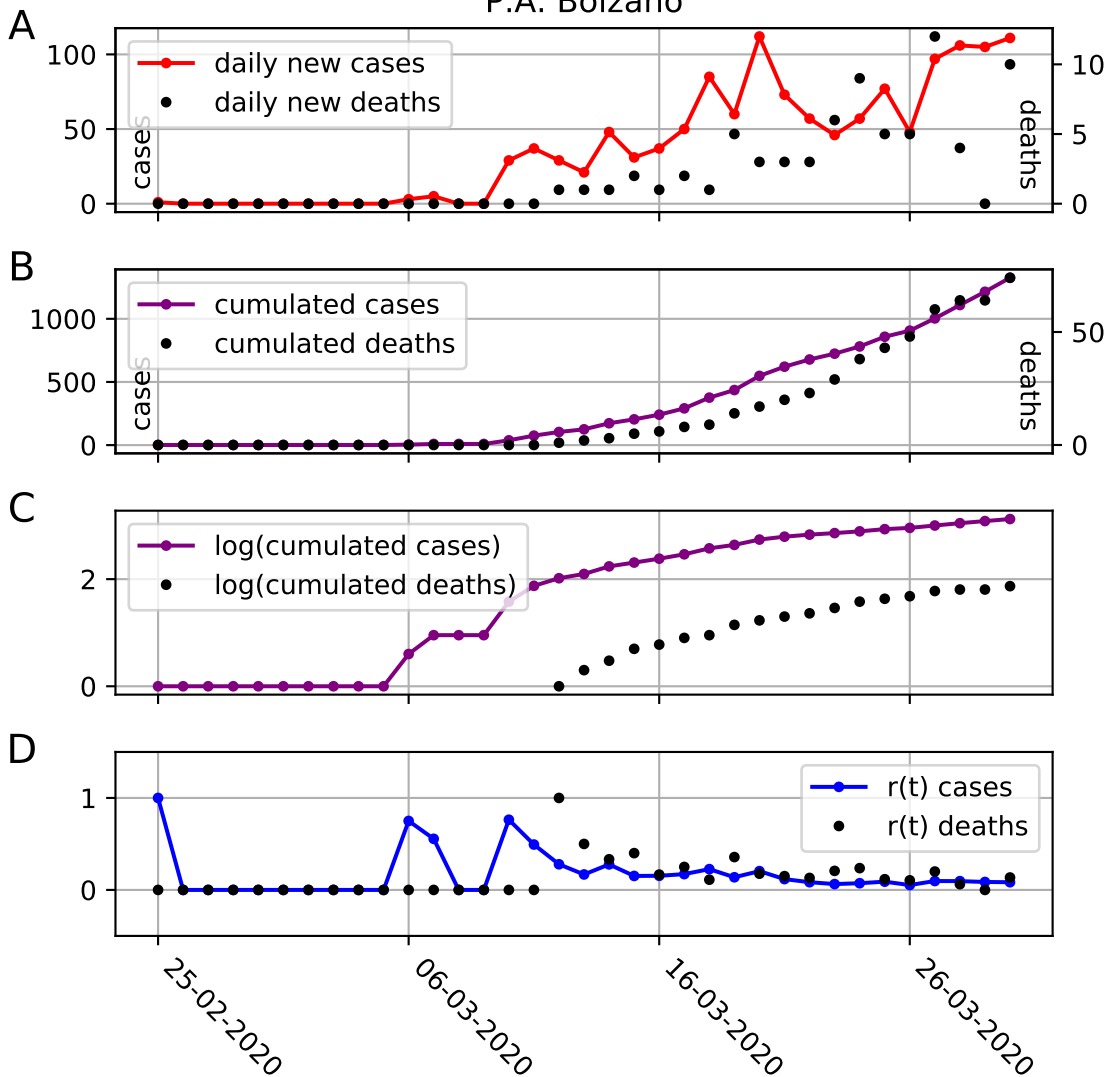 P.A. Bolzano
A
daily new cases
daily new deaths
100
50
0
cases
10
5
0
deaths
B
cumulated cases
cumulated deaths
1000
500
0
cases
50
0
deaths
C
log(cumulated cases)
log(cumulated deaths)
2
0
D
r(t) cases
r(t) deaths
1
0
25-02-2020
06-03-2020
16-03-2020
26-03-2020